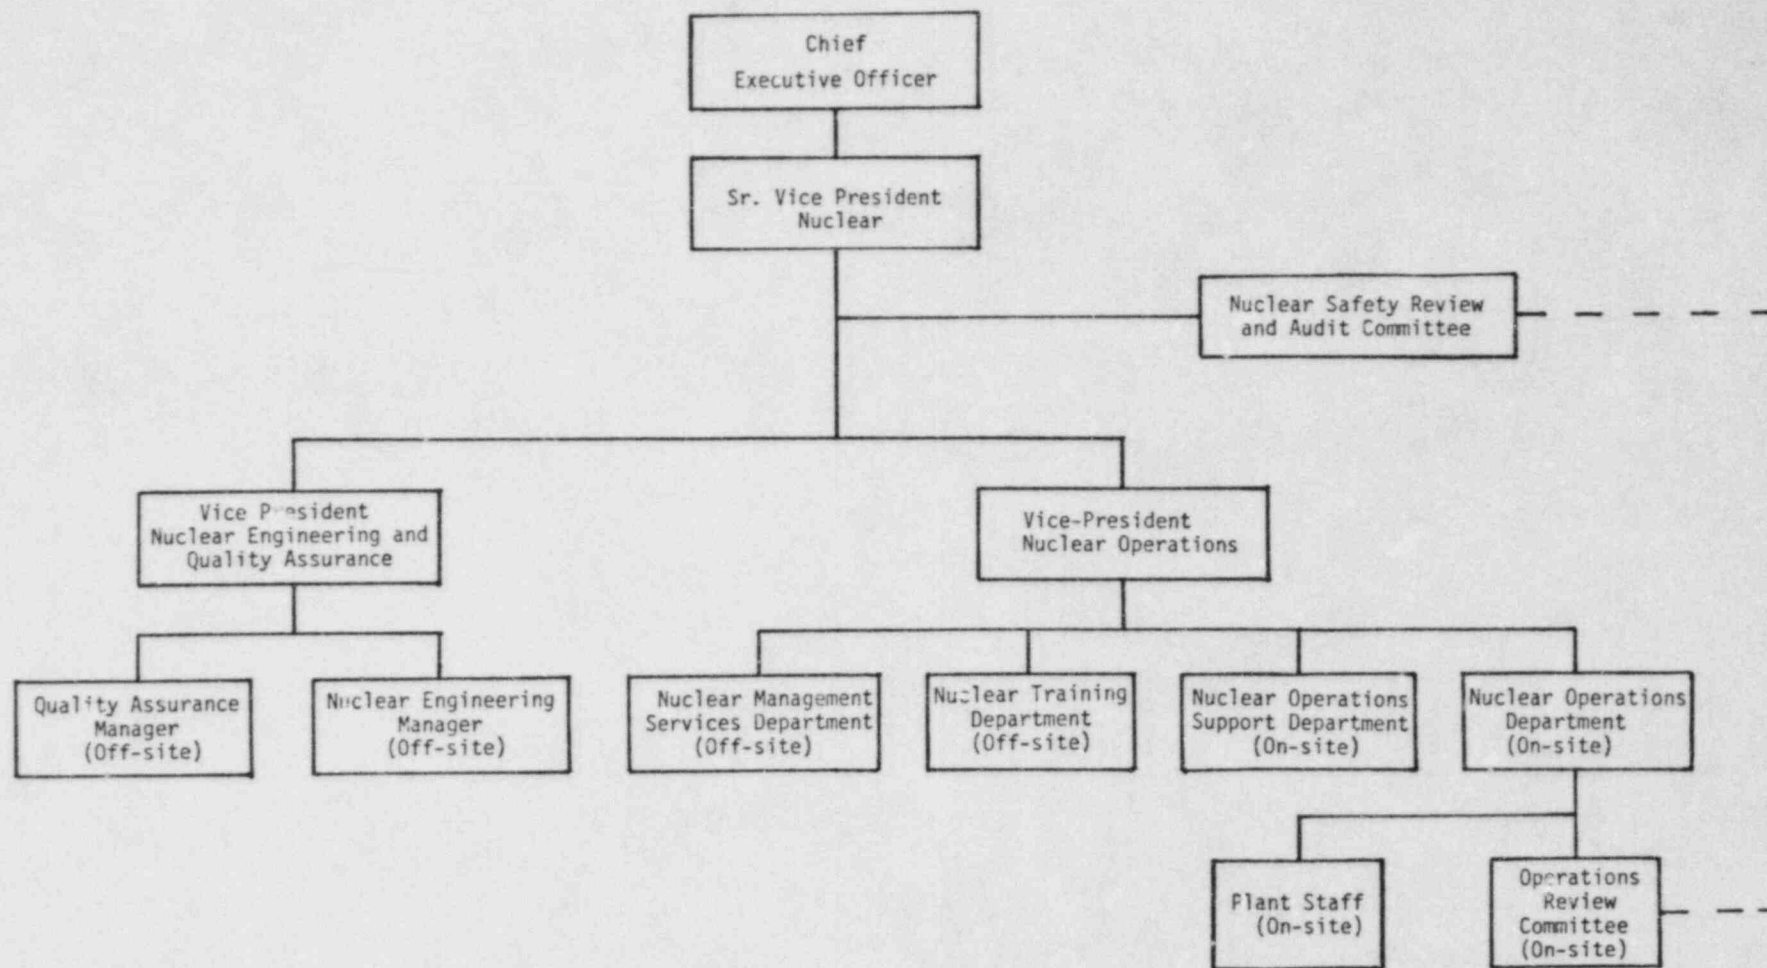 Chief
Executive Officer
Sr. Vice President
Nuclear
Nuclear Safety Review
and Audit Committee
Vice President
Nuclear Engineering and
Quality Assurance
Vice-President
Nuclear Operations
Quality Assurance
Manager
(Off-site)
Nuclear Engineering
Manager
(Off-site)
Nuclear Management
Services Department
(Off-site)
Nuclear Training
Department
(Off-site)
Nuclear Operations
Support Department
(On-site)
Nuclear Operations
Department
(On-site)
Plant Staff
(On-site)
Operations
Review
Committee
(On-site)